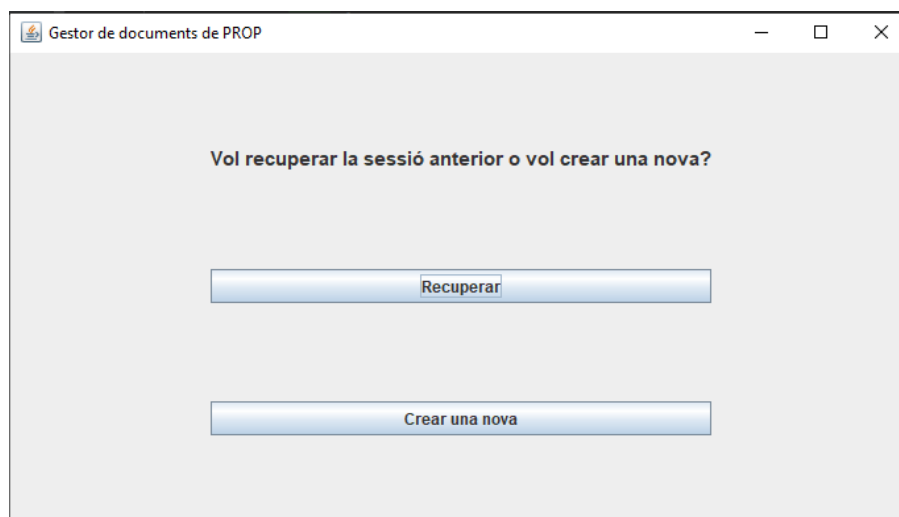 Gestor de documents de PROP
Vol recuperar la sessió anterior o vol crear una nova?
Recuperar
Crear una nova